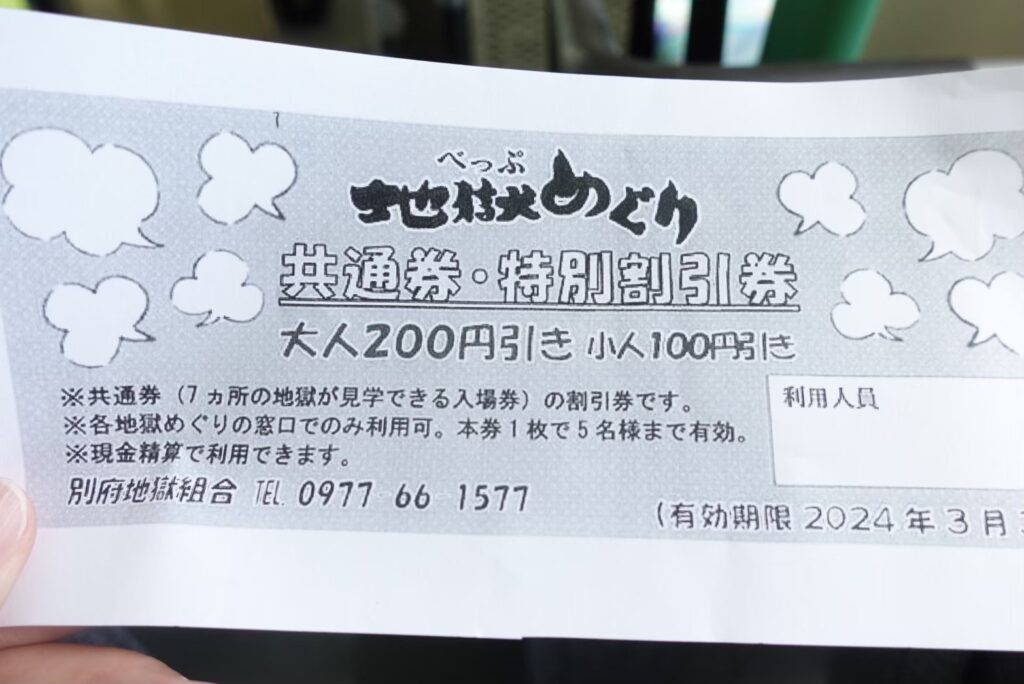 べっぷ
地獄めぐり
共通券・特別割引券
大人200円引き 小人100円引き
※共通券（7ヵ所の地獄が見学できる入場券）の割引券です。
※各地獄めぐりの窓口でのみ利用可。本券1枚で5名様まで有効。
※現金精算で利用できます。
利用人員
別府地獄組合 TEL. 0977 66 1577
(有効期限 2024年3月